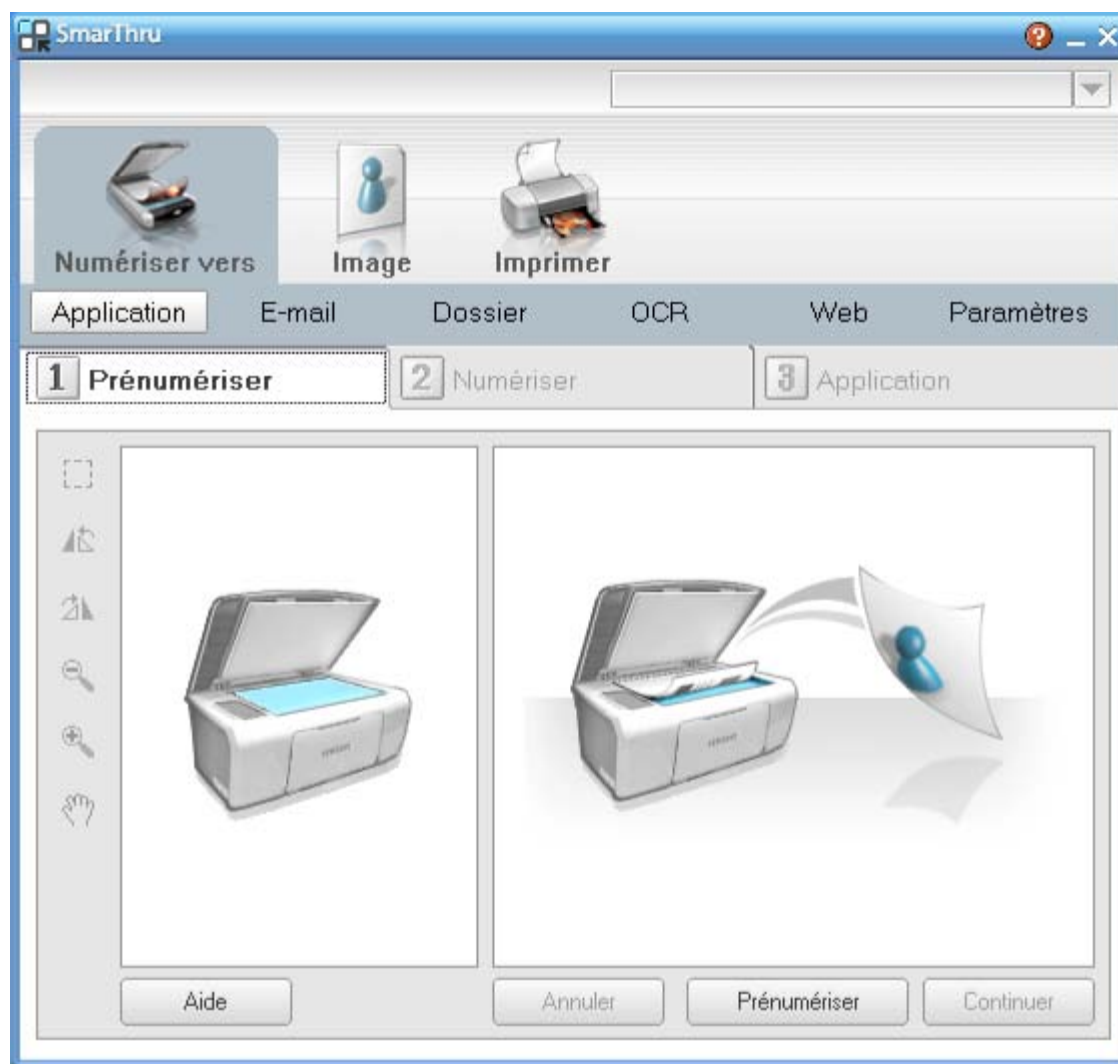 SmarThru
Numériser vers Image Imprimer
Application E-mail Dossier OCR Web Paramètres
1 Prénumériser 2 Numériser 3 Application
Aide Annuler Prénumériser Continuer